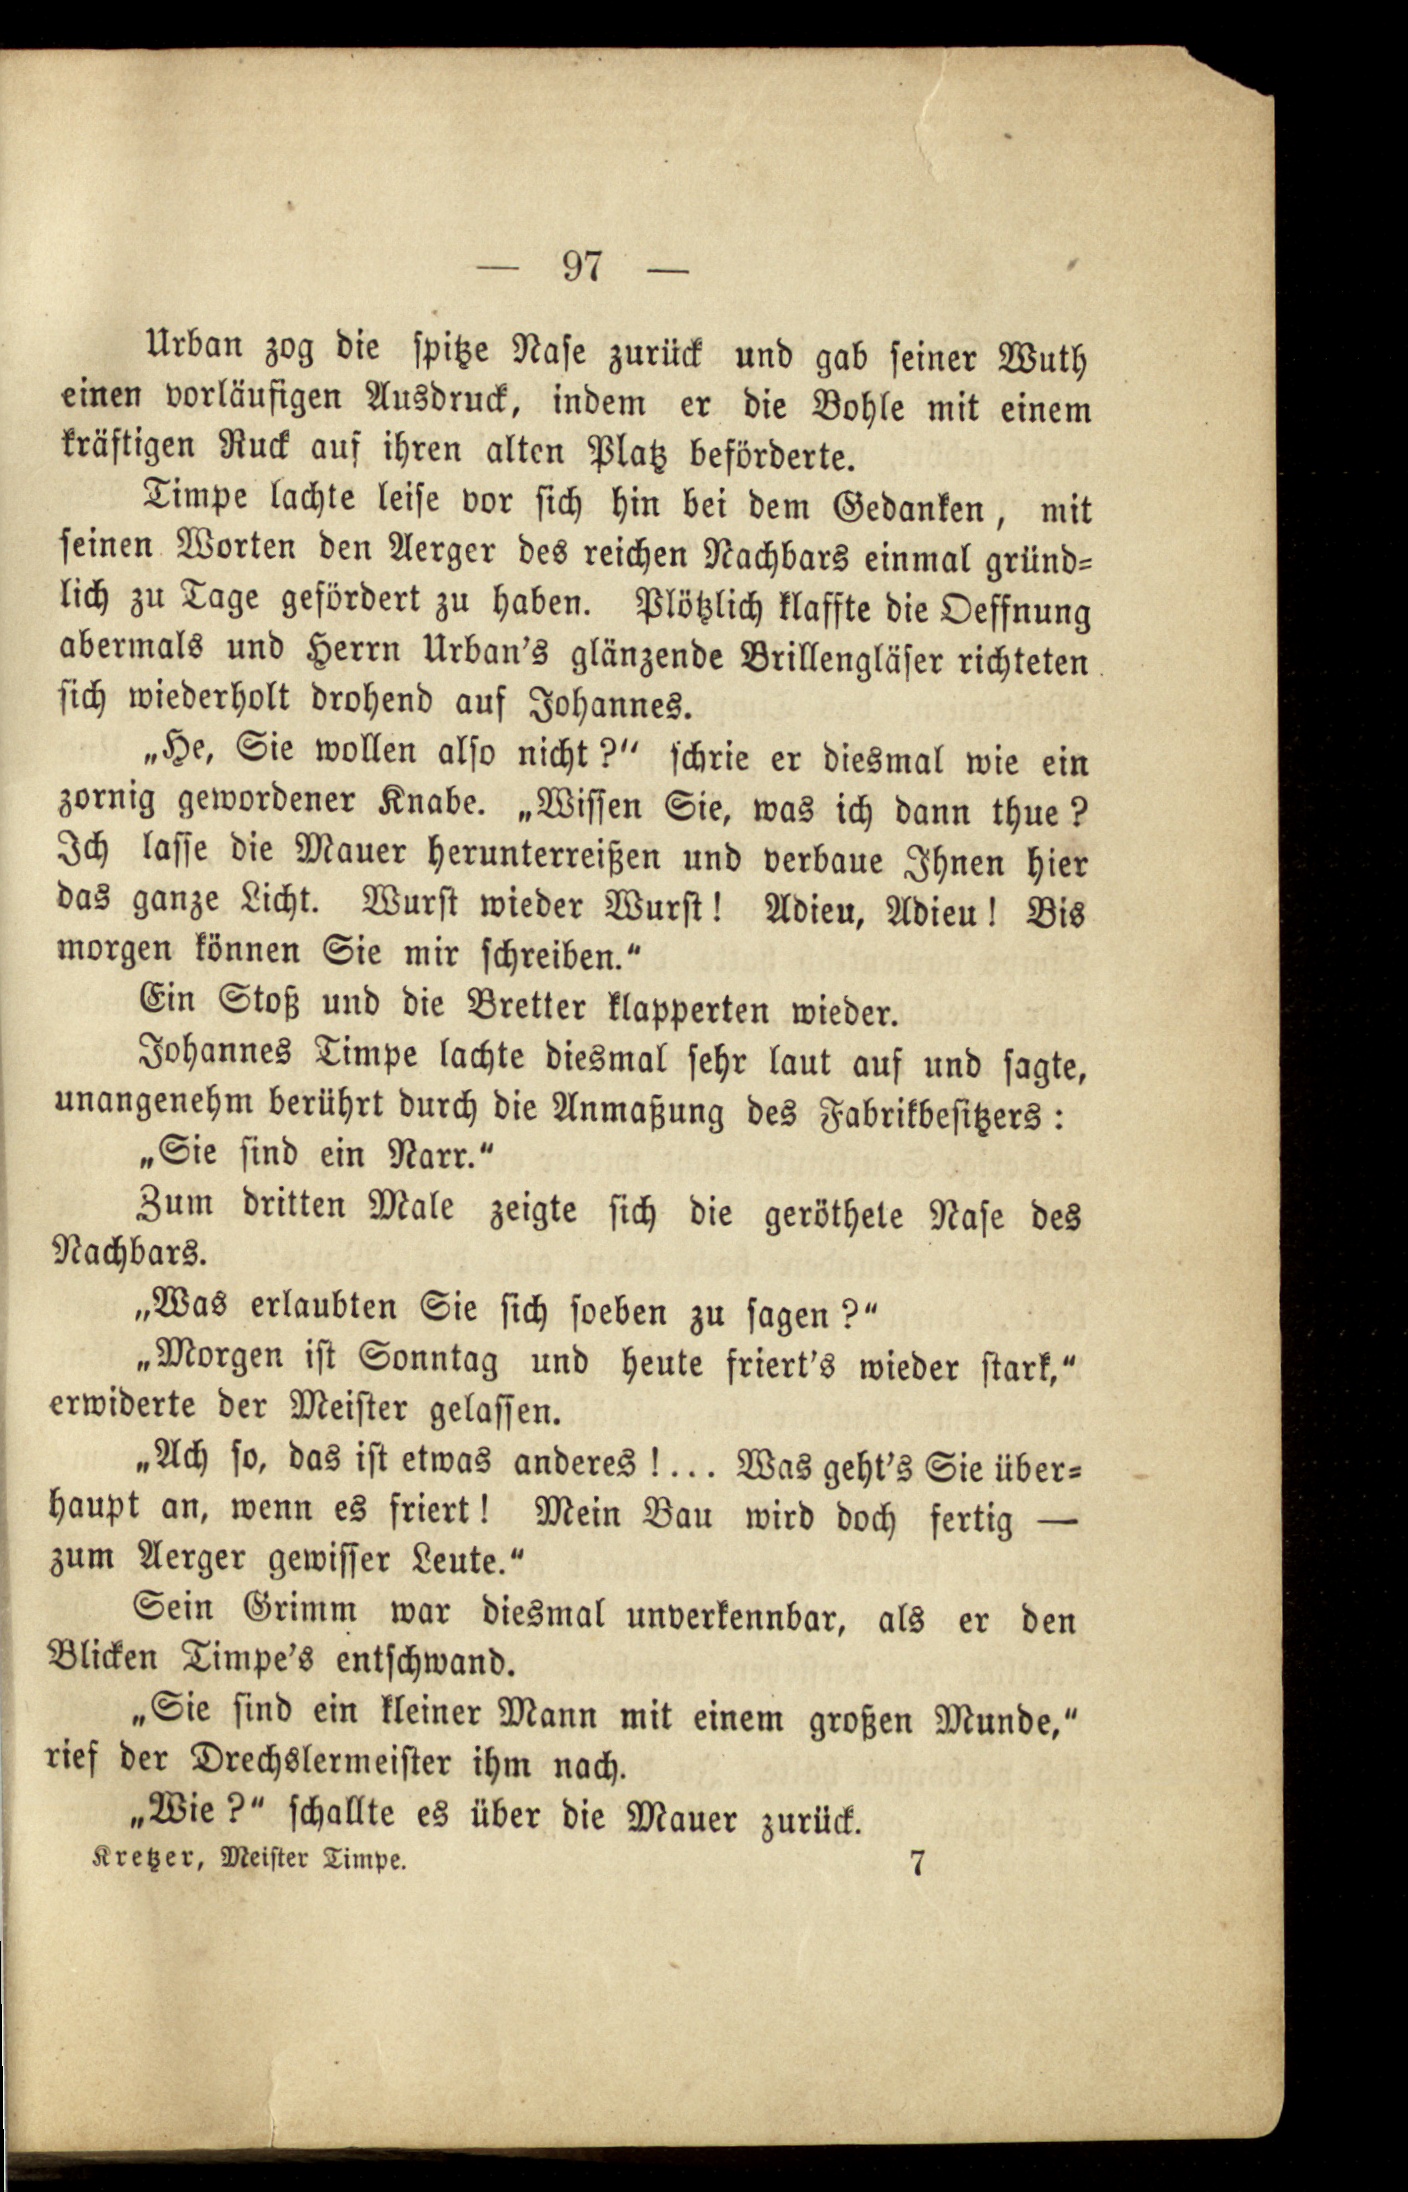 — 97 —
Urban zog die spitze Nase zurück und gab seiner Wuth
einen vorläufigen Ausdruck, indem er die Bohle mit einem
kräftigen Ruck auf ihren alten Platz beförderte.
Timpe lachte leise vor sich hin bei dem Gedanken, mit
seinen Worten den Aerger des reichen Nachbars einmal gründ-
lich zu Tage gefördert zu haben. Plötzlich klaffte die Oeffnung
abermals und Herrn Urban's glänzende Brillengläser richteten
sich wiederholt drohend auf Johannes.
„He, Sie wollen also nicht?“ schrie er diesmal wie ein
zornig gewordener Knabe. „Wissen Sie, was ich dann thue?
Ich lasse die Mauer herunterreißen und verbaue Ihnen hier
das ganze Licht. Wurst wieder Wurst! Adieu, Adieu! Bis
morgen können Sie mir schreiben.“
Ein Stoß und die Bretter klapperten wieder.
Johannes Timpe lachte diesmal sehr laut auf und sagte,
unangenehm berührt durch die Anmaßung des Fabrikbesitzers:
„Sie sind ein Narr.“
Zum dritten Male zeigte sich die geröthete Nase des
Nachbars.
„Was erlaubten Sie sich soeben zu sagen?“
„Morgen ist Sonntag und heute friert's wieder stark,“
erwiderte der Meister gelassen.
„Ach so, das ist etwas anderes!... Was geht's Sie über-
haupt an, wenn es friert! Mein Bau wird doch fertig —
zum Aerger gewisser Leute.“
Sein Grimm war diesmal unverkennbar, als er den
Blicken Timpe's entschwand.
„Sie sind ein kleiner Mann mit einem großen Munde,“
rief der Drechslermeister ihm nach.
„Wie?“ schallte es über die Mauer zurück.
Kretzer, Meister Timpe. 7